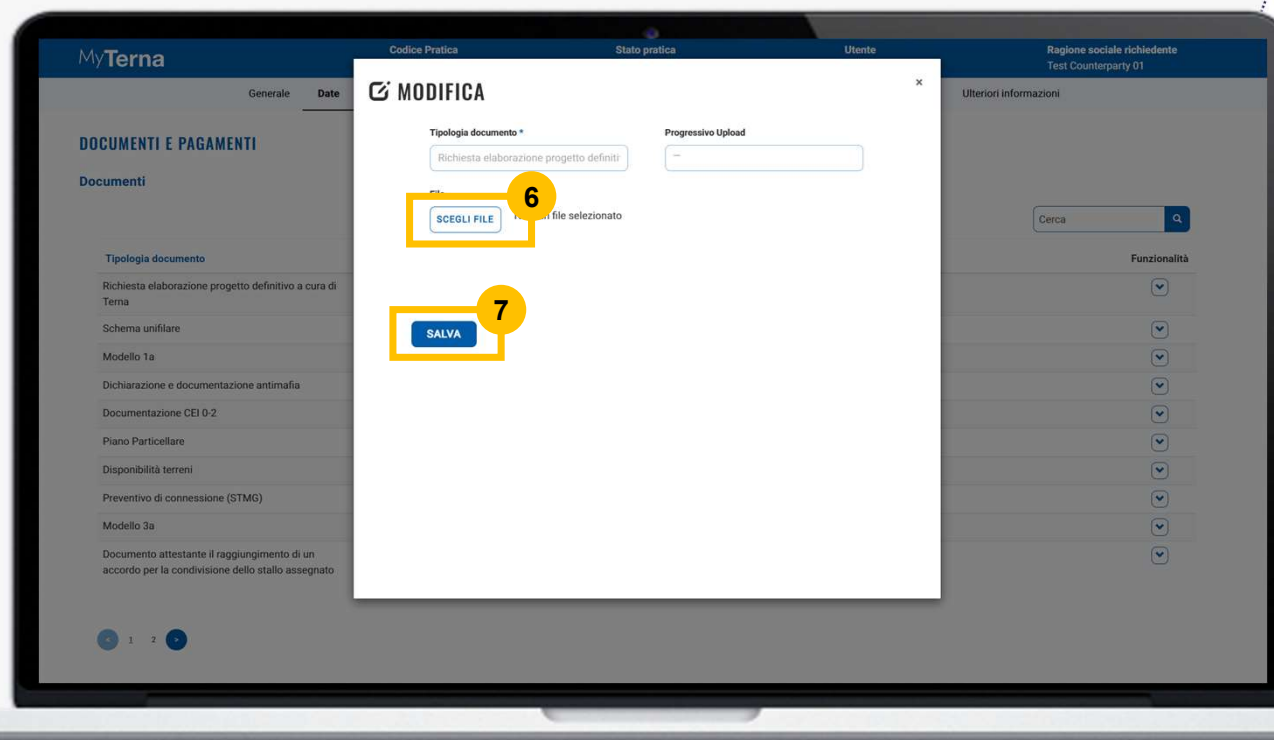 MyTerna
Codice Pratica
Stato pratica
Utente
Ragione sociale richiedente
Test Counterparty 01
Generale
Date
Ulteriori informazioni
MODIFICA
×
Tipologia documento *
Progressivo Upload
Richiesta elaborazione progetto definiti
—
6
SCEGLI FILE
file selezionato
7
SALVA
DOCUMENTI E PAGAMENTI
Documenti
Cerca
Tipologia documento
Funzionalità
Richiesta elaborazione progetto definitivo a cura di
Terna
Schema unifilare
Modello 1a
Dichiarazione e documentazione antimafia
Documentazione CEI 0-2
Piano Particellare
Disponibilità terreni
Preventivo di connessione (STMG)
Modello 3a
Documento attestante il raggiungimento di un
accordo per la condivisione dello stallo assegnato
< 1 2 >